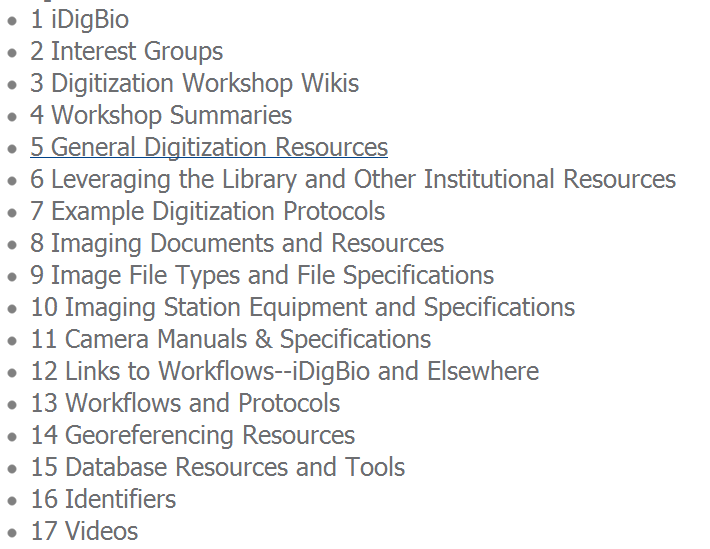 1 iDigBio
2 Interest Groups
3 Digitization Workshop Wikis
4 Workshop Summaries
5 General Digitization Resources
6 Leveraging the Library and Other Institutional Resources
7 Example Digitization Protocols
8 Imaging Documents and Resources
9 Image File Types and File Specifications
10 Imaging Station Equipment and Specifications
11 Camera Manuals & Specifications
12 Links to Workflows--iDigBio and Elsewhere
13 Workflows and Protocols
14 Georeferencing Resources
15 Database Resources and Tools
16 Identifiers
17 Videos